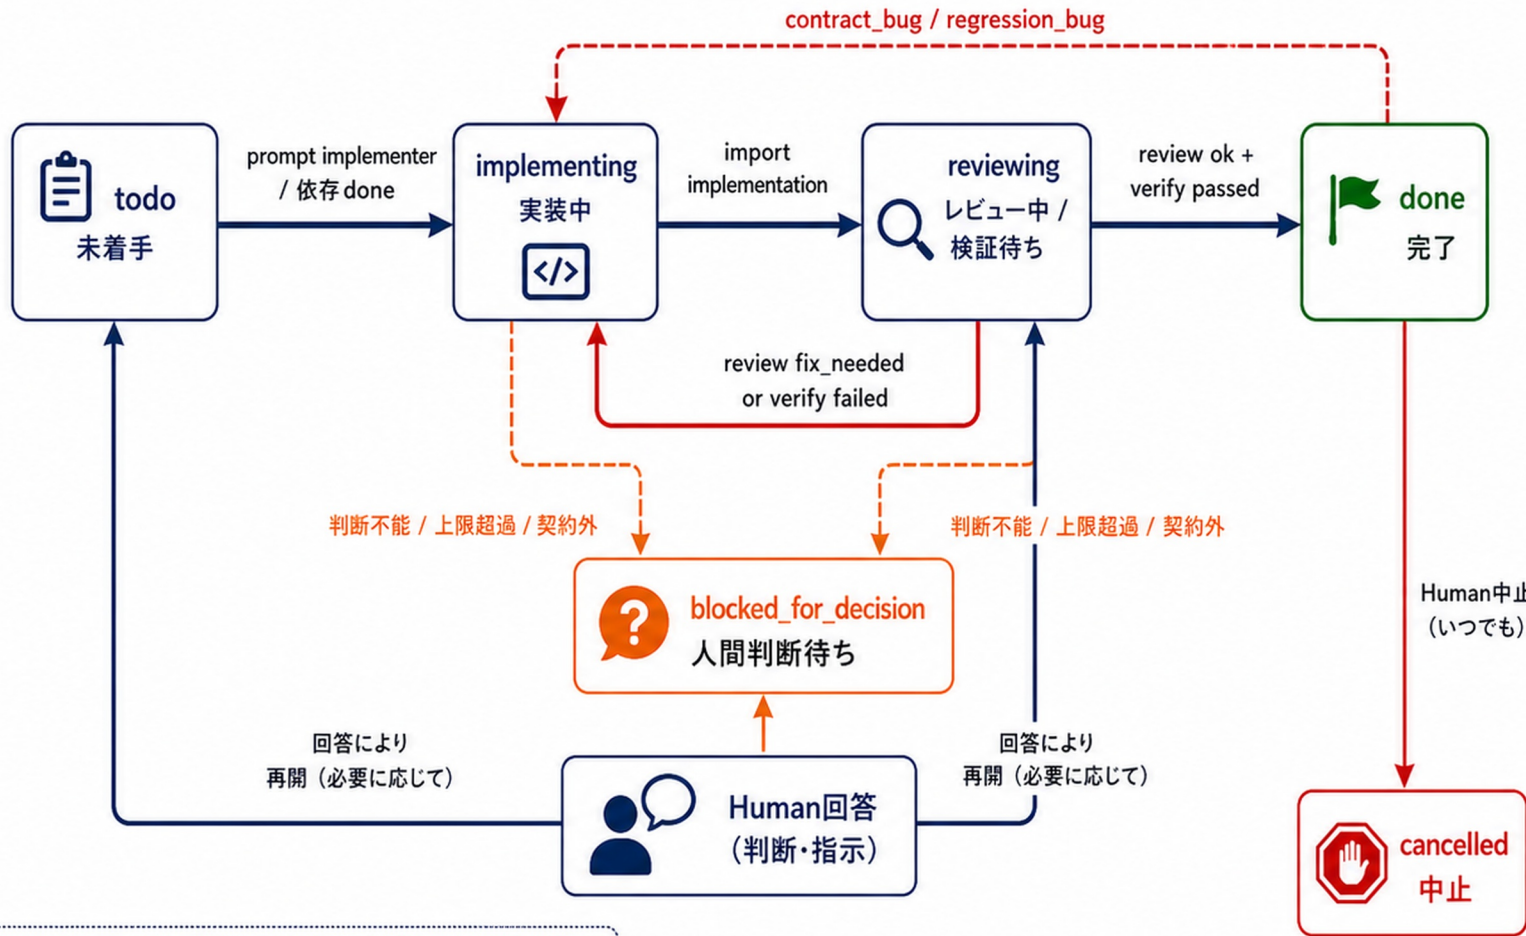 contract_bug / regression_bug
todo
未着手
prompt implementer
/ 依存 done
implementing
実装中
</>
import
implementation
reviewing
レビュー中 /
検証待ち
review ok +
verify passed
done
完了
review fix_needed
or verify failed
判断不能 / 上限超過 / 契約外
判断不能 / 上限超過 / 契約外
?
blocked_for_decision
人間判断待ち
Human中止
（いつでも）
回答により
再開（必要に応じて）
回答により
再開（必要に応じて）
Human回答
（判断・指示）
cancelled
中止